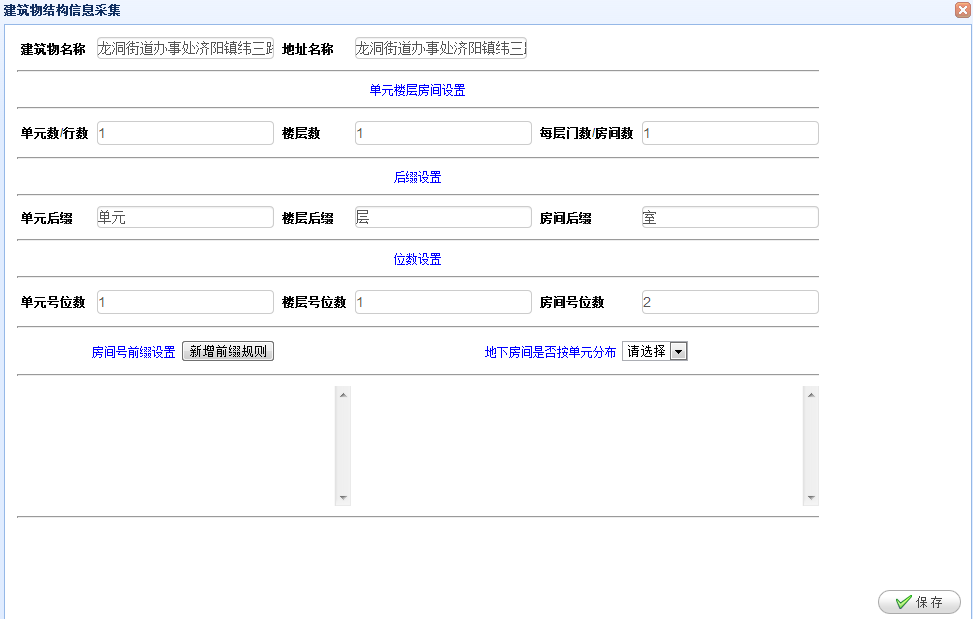 建筑物结构信息采集
建筑物名称 龙洞街道办事处济阳镇纬三路 地址名称 龙洞街道办事处济阳镇纬三
单元楼层房间设置
单元数/行数 1 楼层数 1 每层门数/房间数 1
后缀设置
单元后缀 单元 楼层后缀 层 房间后缀 室
位数设置
单元号位数 1 楼层号位数 1 房间号位数 2
房间号前缀设置 新增前缀规则 地下房间是否按单元分布 请选择
保存